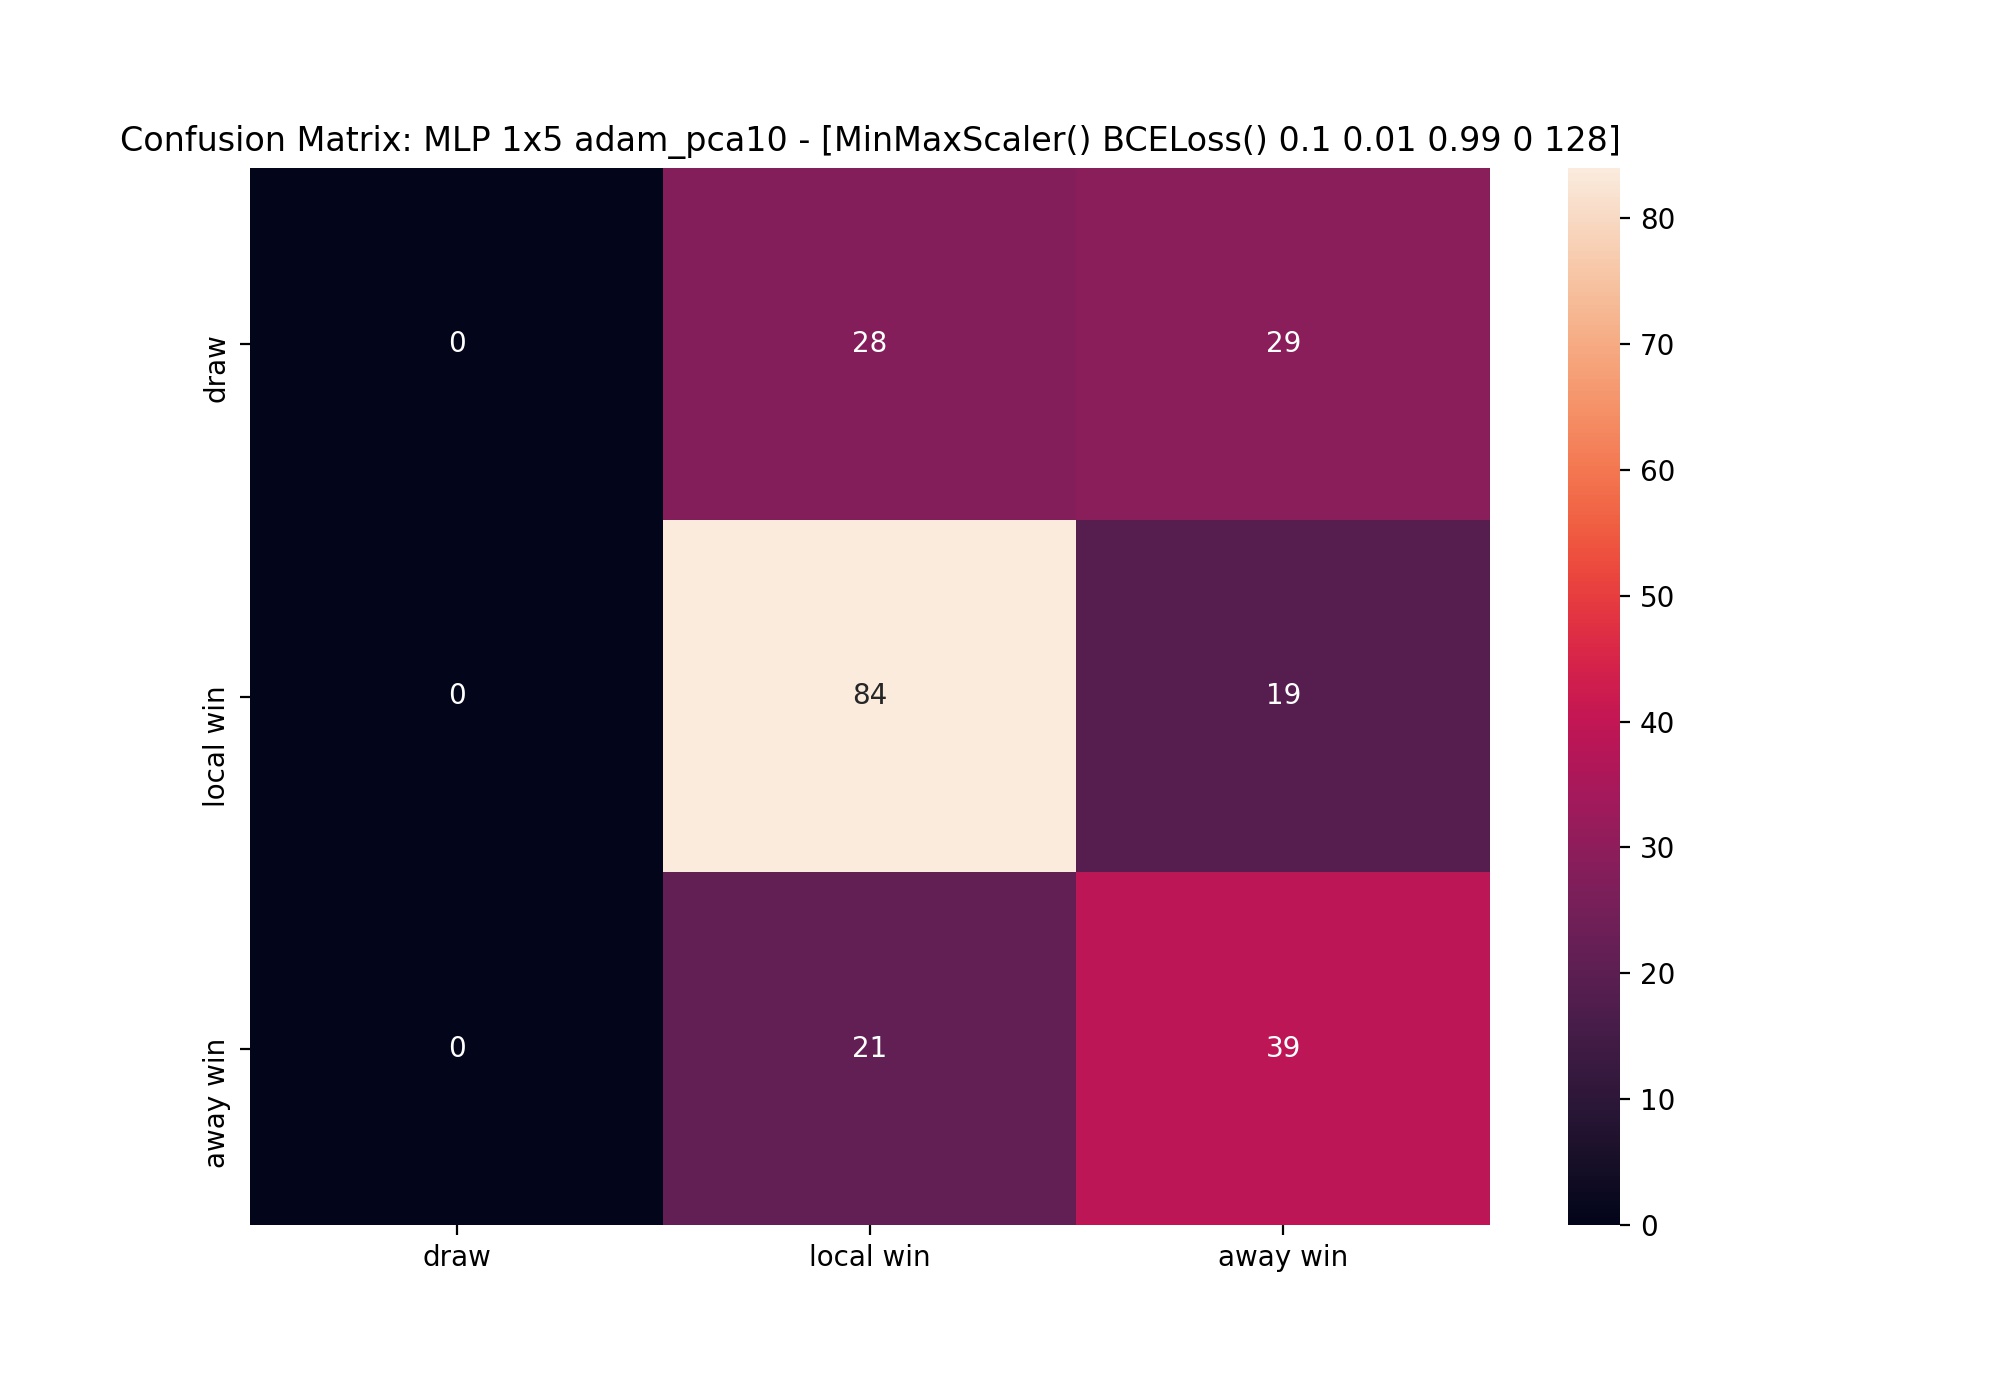 Confusion Matrix: MLP 1x5 adam_pca10 - [MinMaxScaler() BCELoss() 0.1 0.01 0.99 0 128]
draw
0
28
29
local win
0
84
19
away win
0
21
39
draw
local win
away win
80
70
60
50
40
30
20
10
0